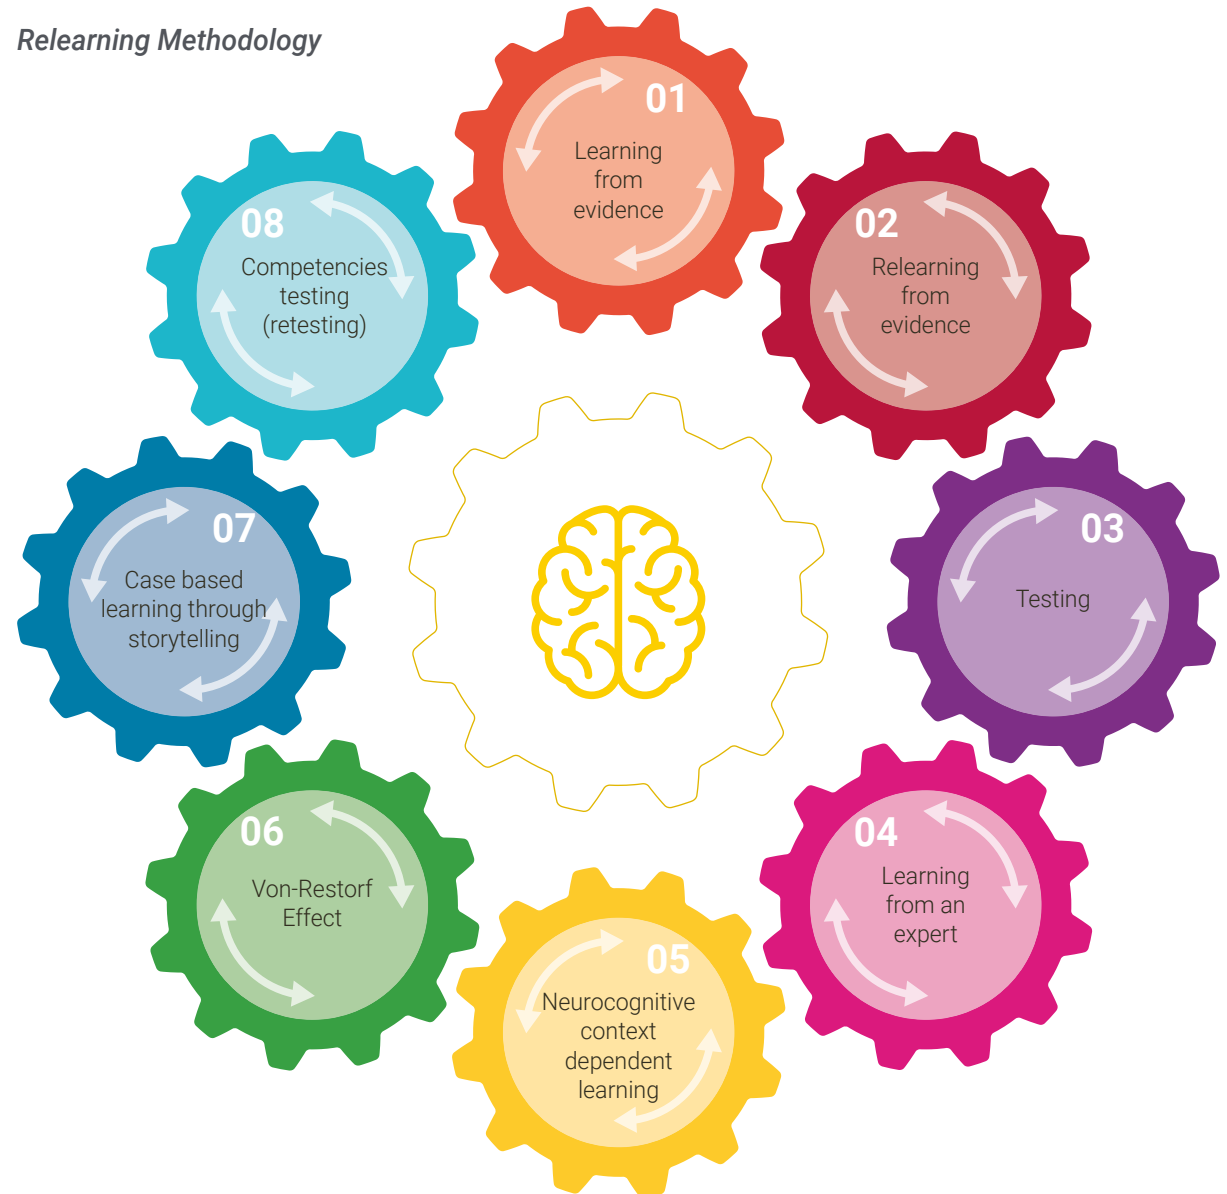 Relearning Methodology
01
Learning
from
evidence
02
Relearning
from
evidence
03
Testing
04
Learning
from an
expert
05
Neurocognitive
context
dependent
learning
06
Von-Restorf
Effect
07
Case based
learning through
storytelling
08
Competencies
testing
(retesting)